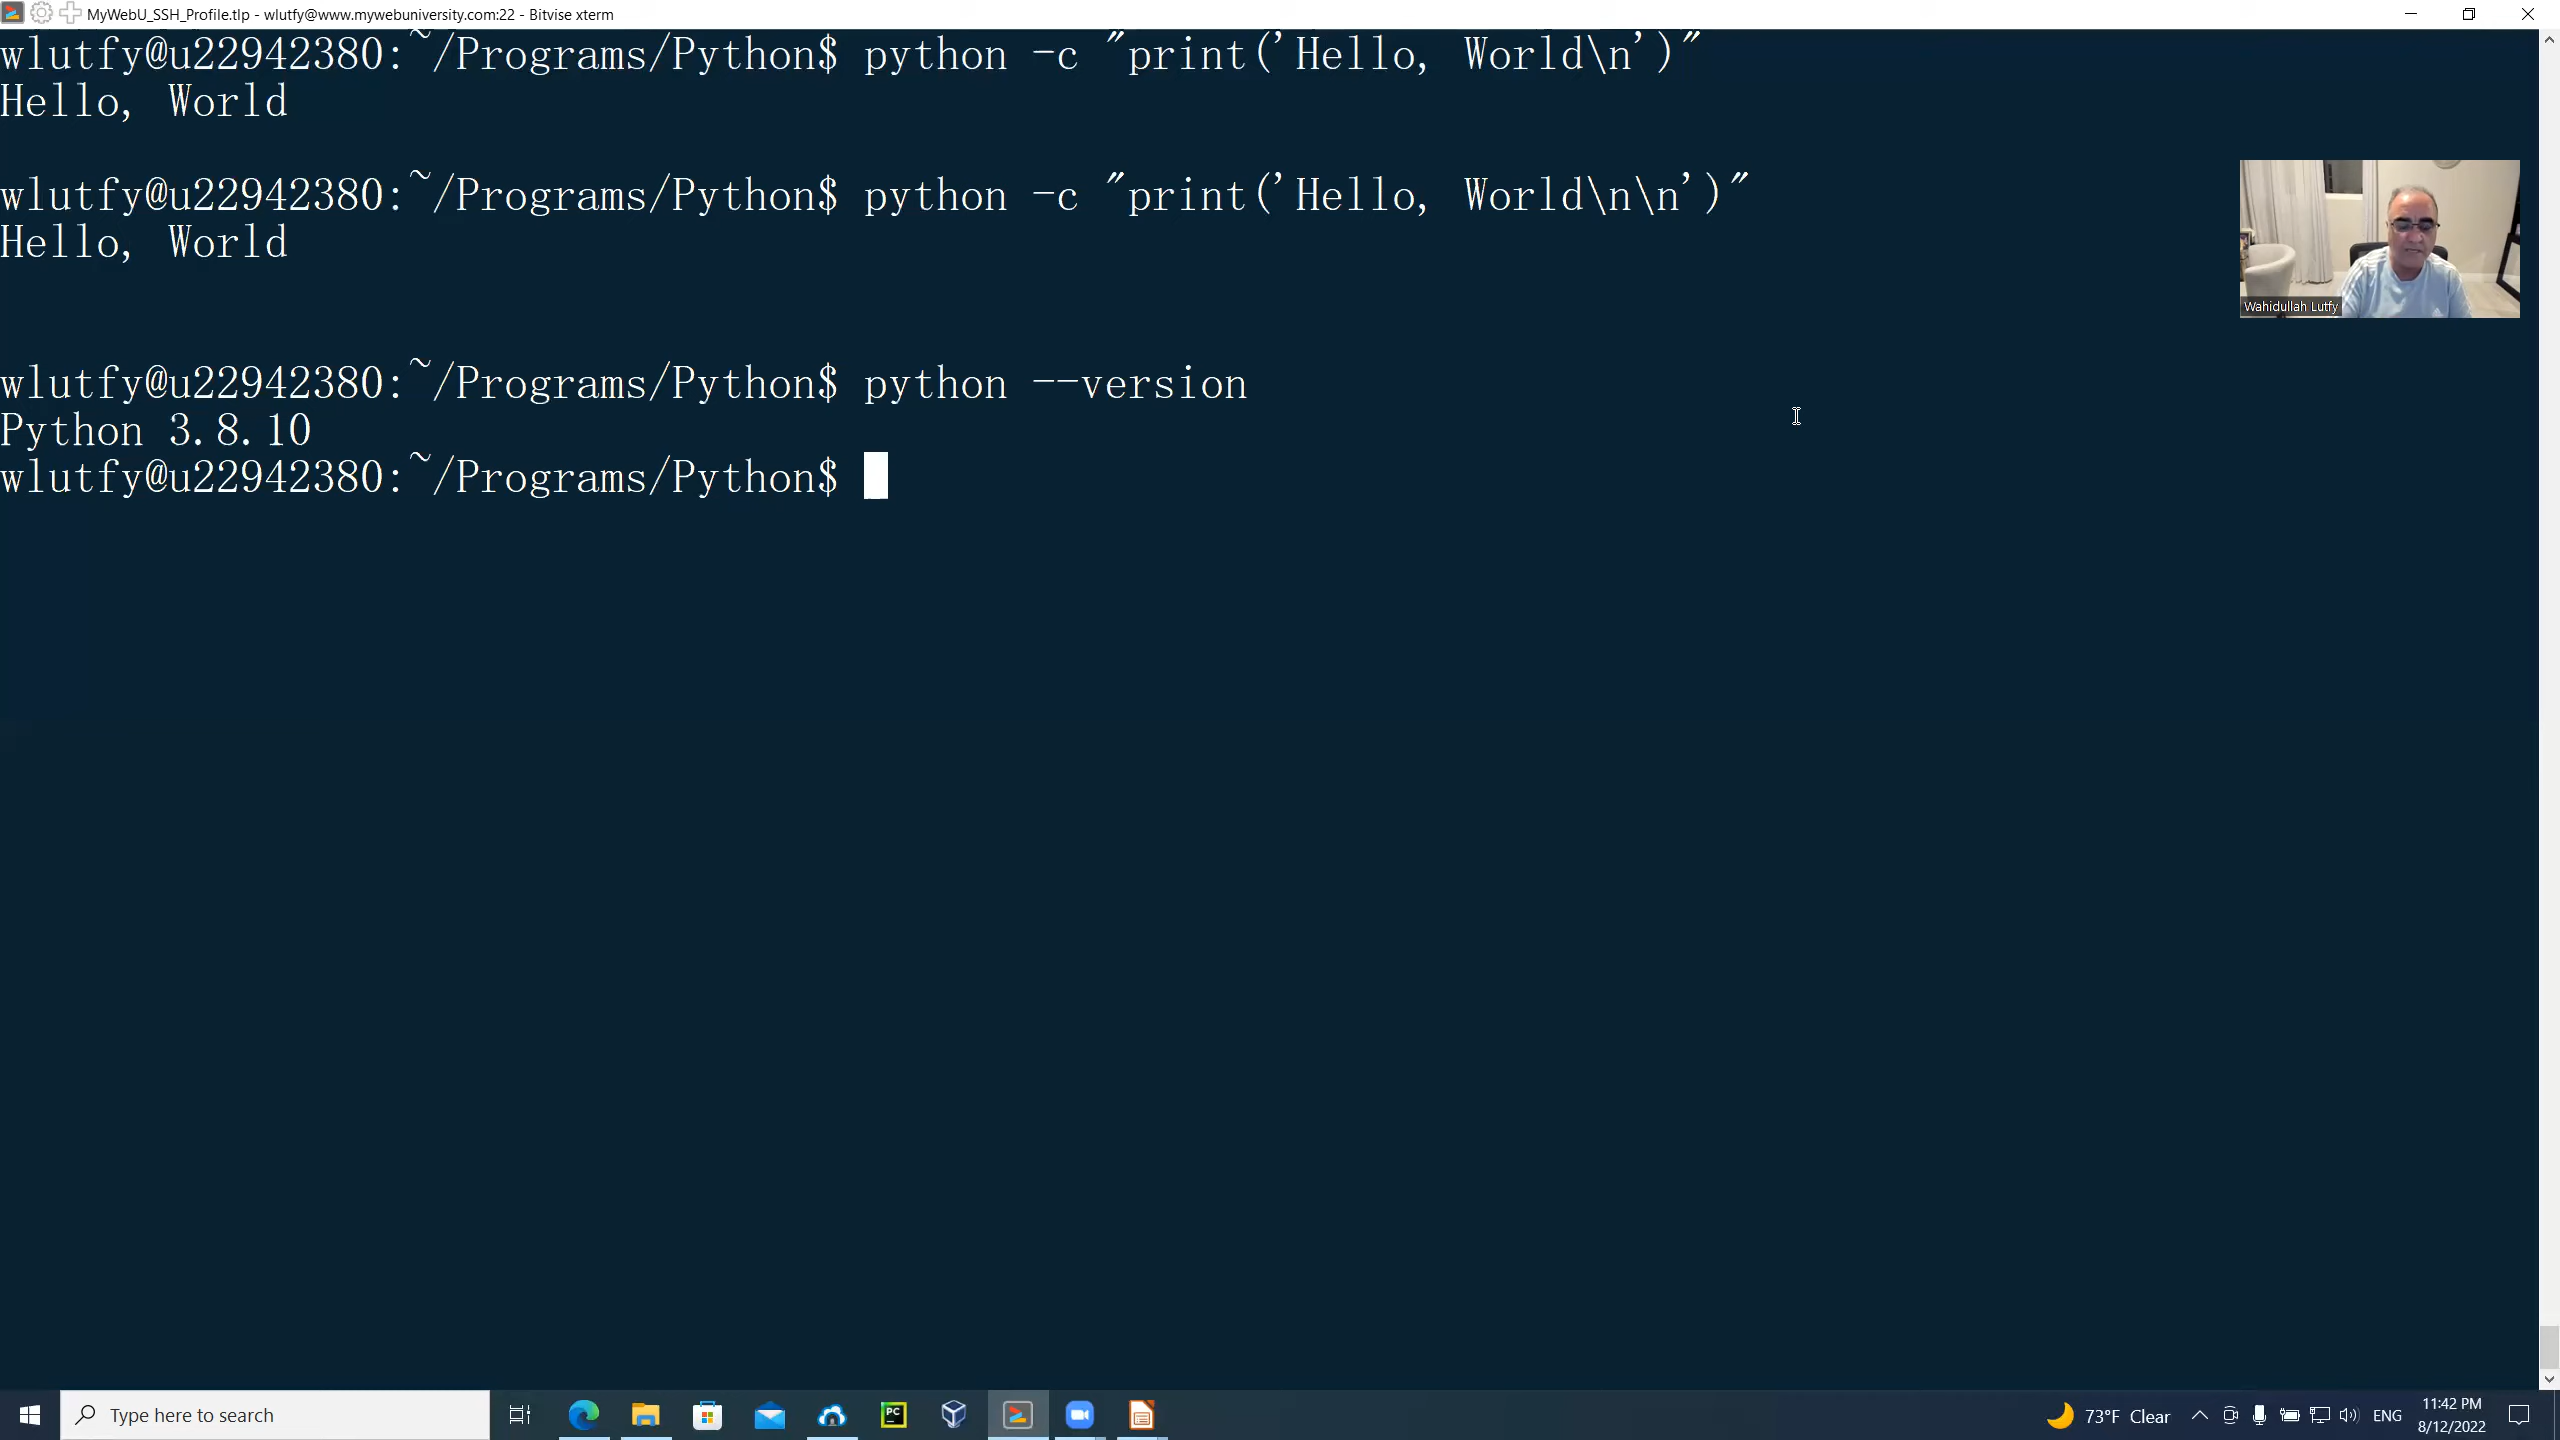 MyWebU_SSH_Profile.tlp - wlutfy@www.mywebuniversity.com:22 - Bitvise xterm
wlutfy@u22942380:~/Programs/Python$ python -c "print('Hello, World\n')"
Hello, World
wlutfy@u22942380:~/Programs/Python$ python -c "print('Hello, World\n\n')"
Hello, World
Wahidullah Lutfy
wlutfy@u22942380:~/Programs/Python$ python --version
Python 3.8.10
wlutfy@u22942380:~/Programs/Python$
Type here to search
PC
73°F Clear
ENG
11:42 PM
8/12/2022